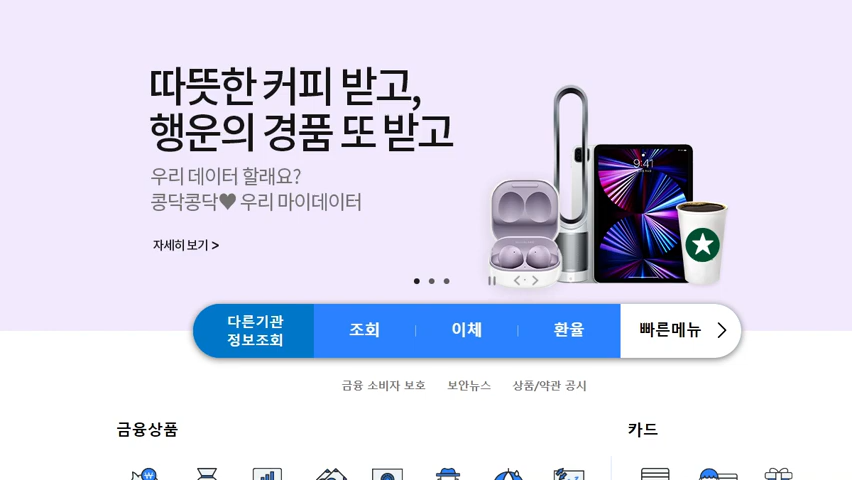 따뜻한 커피 받고,
행운의 경품 또 받고
우리 데이터 할래요?
콩닥콩닥♥ 우리 마이데이터
자세히 보기 >
9:41
다른기관
정보조회
조회
이체
환율
빠른메뉴
금융 소비자 보호
보안뉴스
상품/약관 공시
금융상품
카드